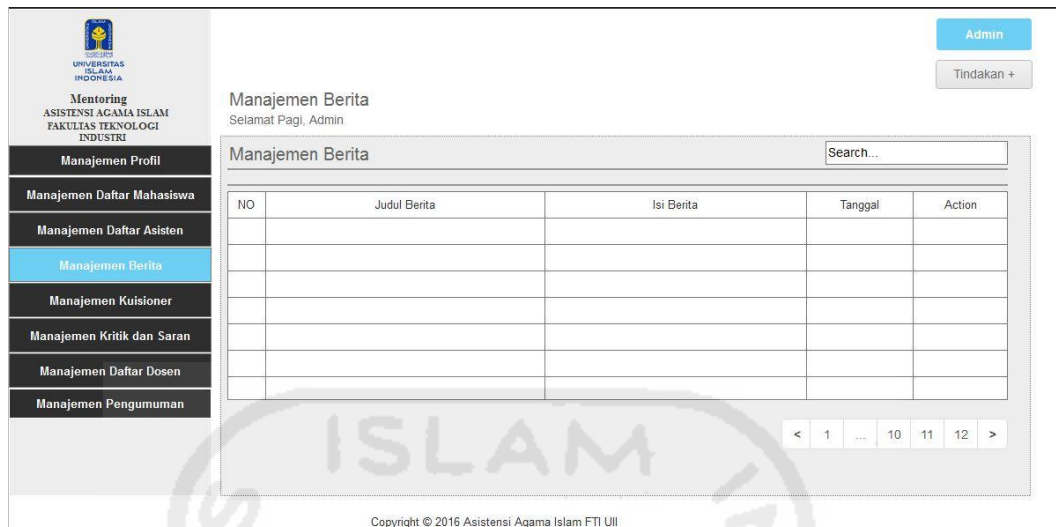 UNIVERSITAS
ISLAM
INDONESIA
Mentoring
ASISTENSI AGAMA ISLAM
FAKULTAS TEKNOLOGI
INDUSTRI
Manajemen Profil
Manajemen Daftar Mahasiswa
Manajemen Daftar Asisten
Manajemen Berita
Manajemen Kuisioner
Manajemen Kritik dan Saran
Manajemen Daftar Dosen
Manajemen Pengumuman
Admin
Tindakan +
Manajemen Berita
Selamat Pagi, Admin
Manajemen Berita
Search...
NO Judul Berita Isi Berita Tanggal Action
< 1 ... 10 11 12 >
ISLAM
Copyright © 2016 Asistensi Agama Islam FTI UII